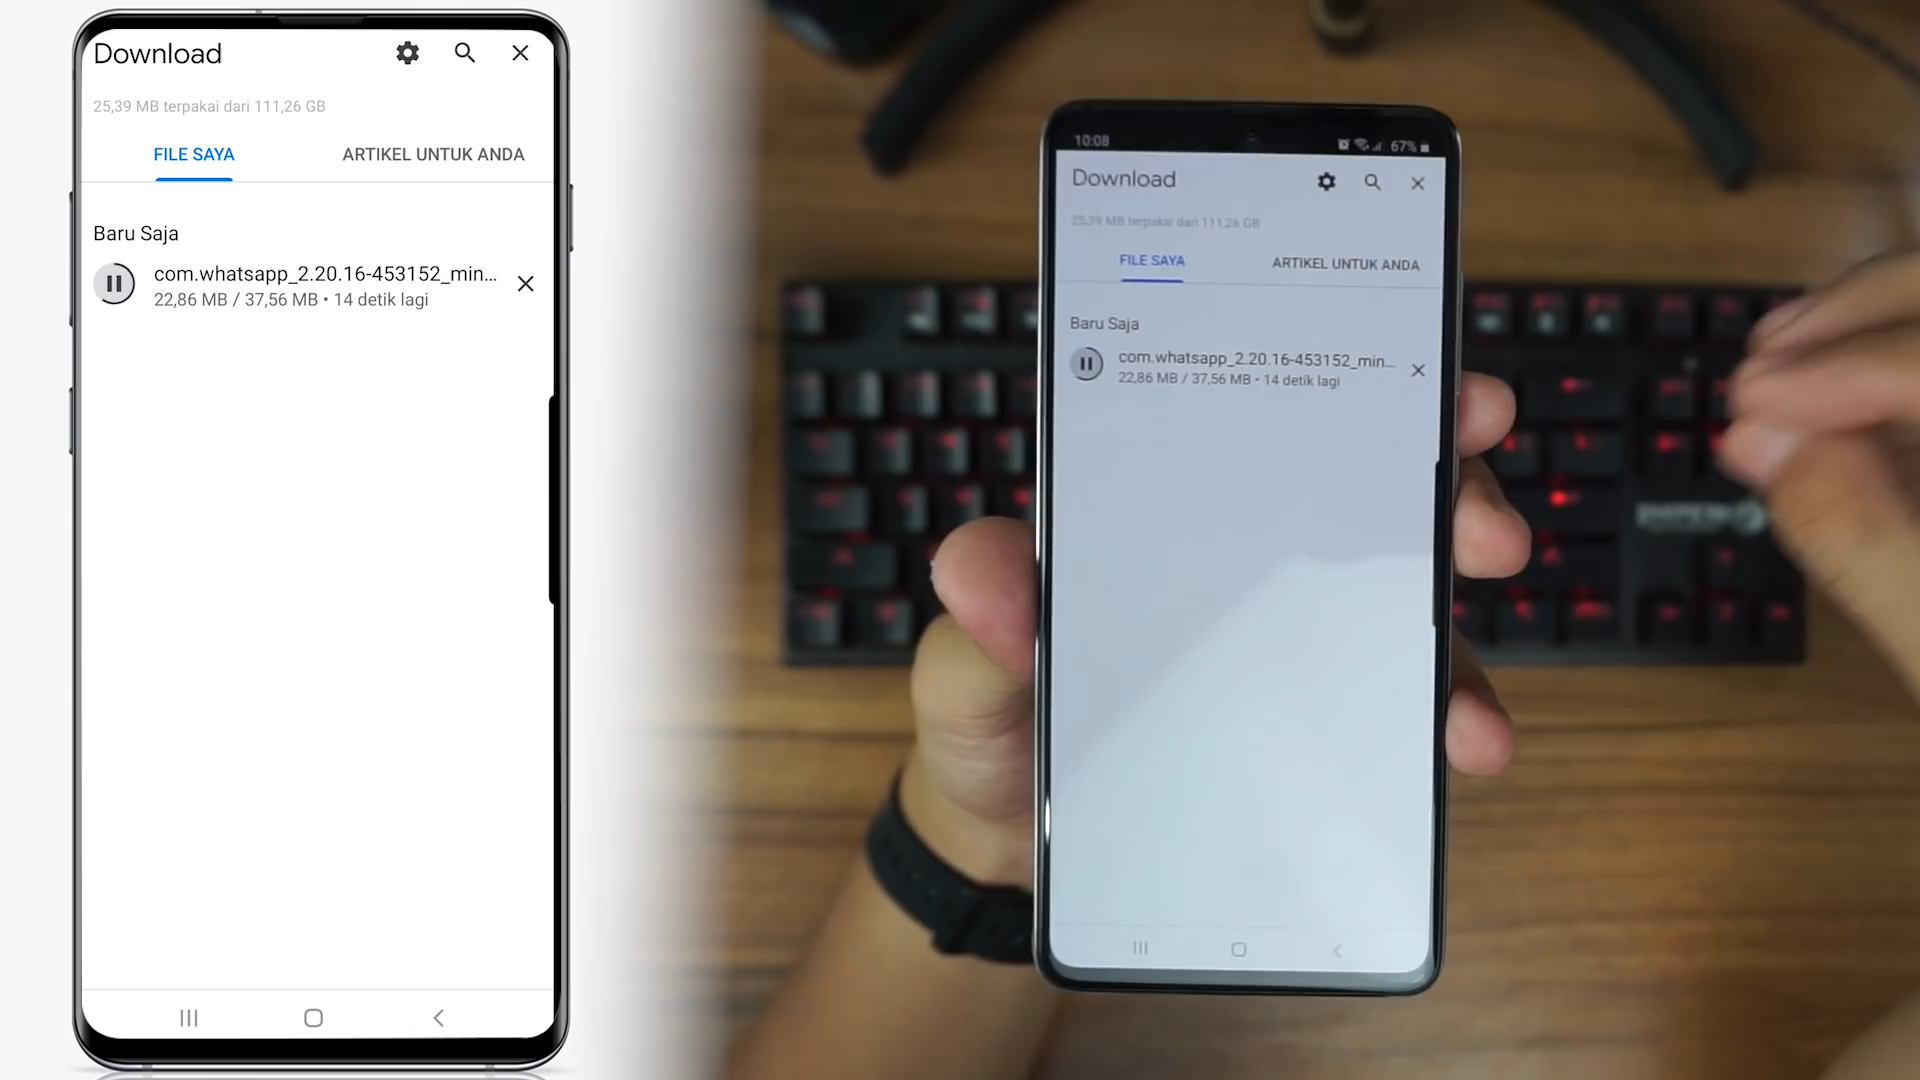 Download
25,39 MB terpakai dari 111,26 GB
FILE SAYA
ARTIKEL UNTUK ANDA
Baru Saja
com.whatsapp_2.20.16-453152_min...
22,86 MB / 37,56 MB • 14 detik lagi
10:08
67%
Download
25,39 MB terpakai dari 111,26 GB
FILE SAYA
ARTIKEL UNTUK ANDA
Baru Saja
com.whatsapp_2.20.16-453152_min...
22,86 MB / 37,56 MB • 14 detik lagi